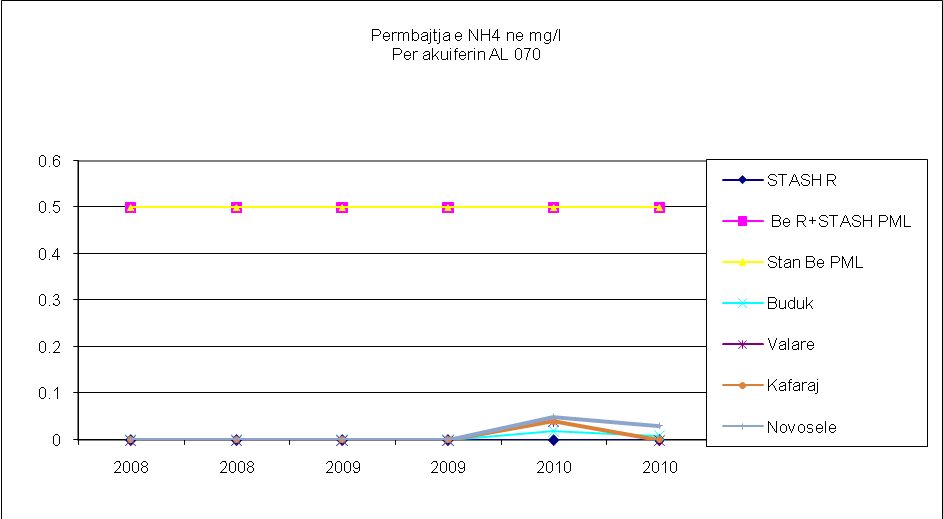 Permbajtja e NH4 ne mg/l
Per akuiferin AL 070
0.6
0.5
0.4
0.3
0.2
0.1
0
2008 2008 2009 2009 2010 2010
STASH R
Be R+STASH PML
Stan Be PML
Buduk
Valare
Kafaraj
Novosele